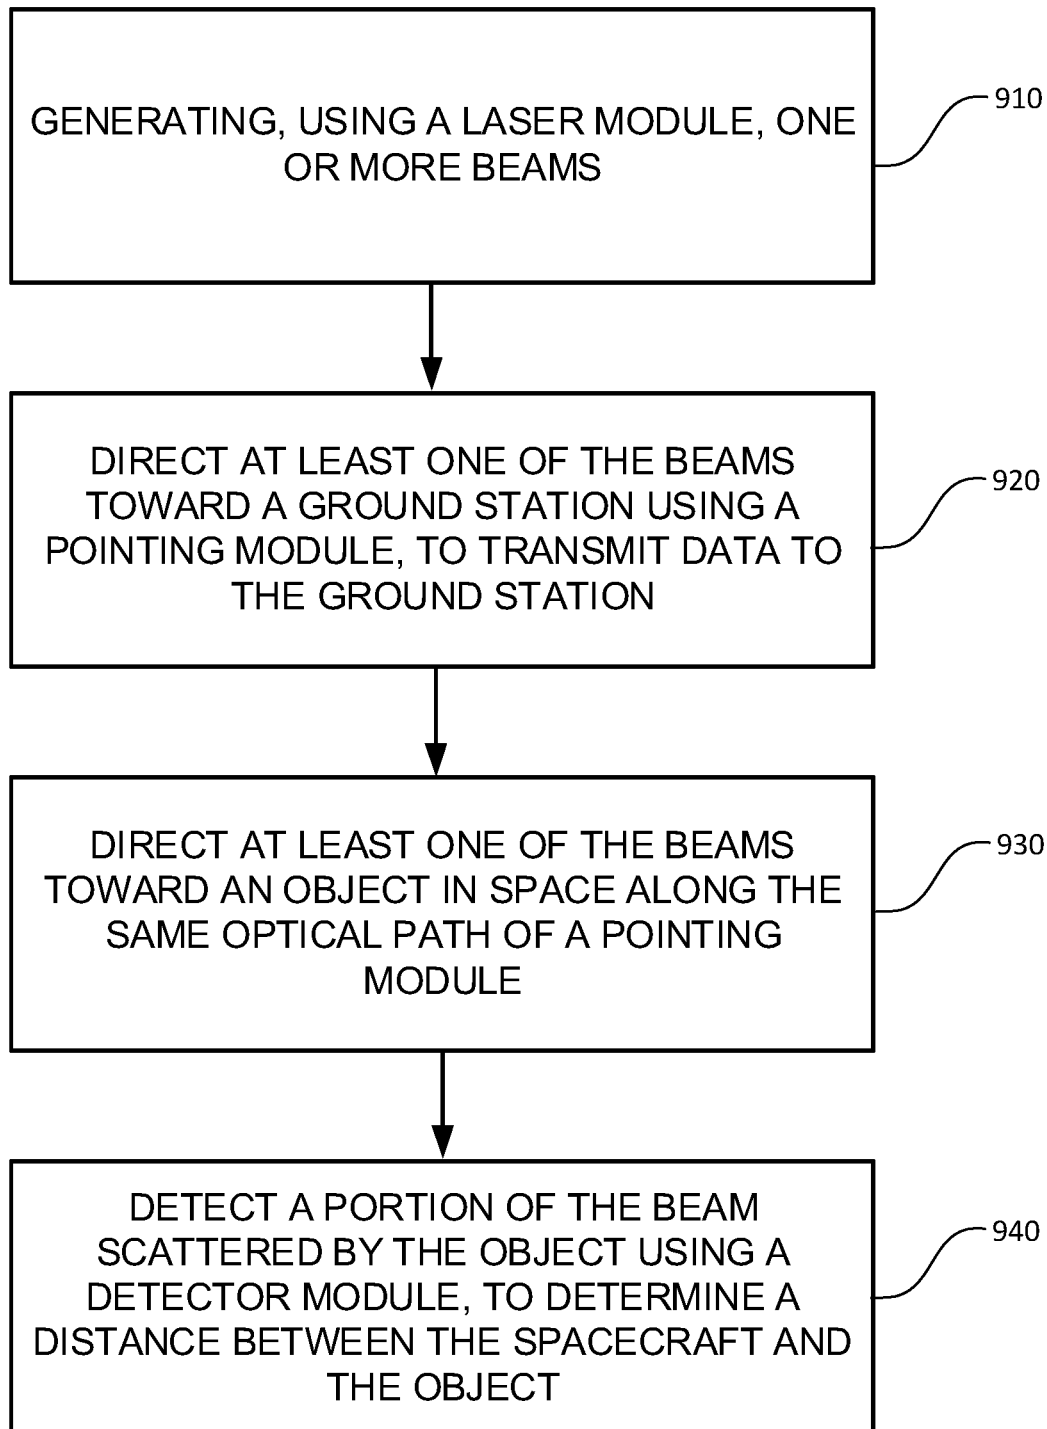 GENERATING, USING A LASER MODULE, ONE
OR MORE BEAMS
910
DIRECT AT LEAST ONE OF THE BEAMS
TOWARD A GROUND STATION USING A
POINTING MODULE, TO TRANSMIT DATA TO
THE GROUND STATION
920
DIRECT AT LEAST ONE OF THE BEAMS
TOWARD AN OBJECT IN SPACE ALONG THE
SAME OPTICAL PATH OF A POINTING
MODULE
930
DETECT A PORTION OF THE BEAM
SCATTERED BY THE OBJECT USING A
DETECTOR MODULE, TO DETERMINE A
DISTANCE BETWEEN THE SPACECRAFT AND
THE OBJECT
940